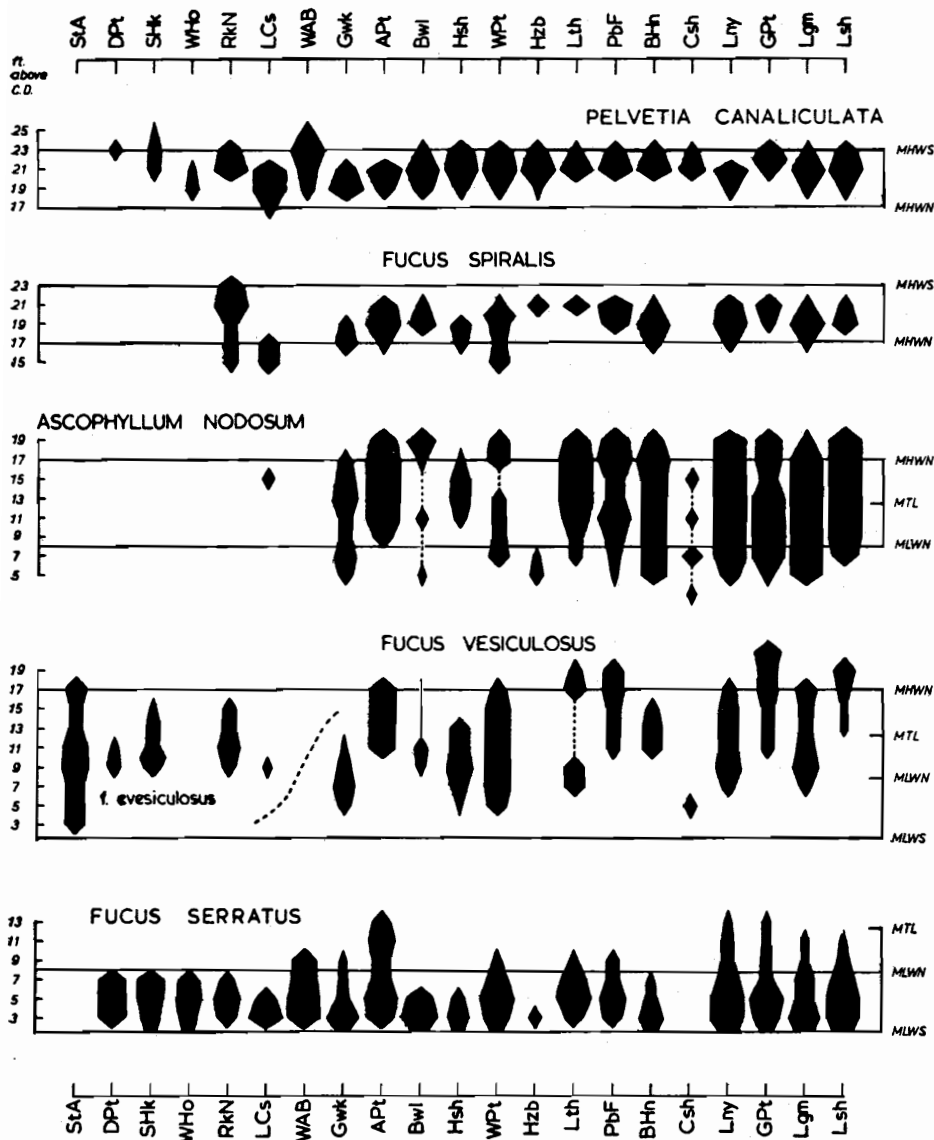 StA DPt SHk WHo RkN LCs WAB Gwk APt Bwl Hsh WPt Hzb Lth PbF BHn Csh Lny GPt Lgm Lsh
ft.
above
C.D.
PELVETIA CANALICULATA
25
23 MHWS
21
19
17 MHWN
FUCUS SPIRALIS
23 MHWS
21
19
17 MHWN
15
ASCOPHYLLUM NODOSUM
19
17 MHWN
15
13 MTL
11
9 MLWN
7
5
FUCUS VESICULOSUS
19
17 MHWN
15
13 MTL
11
9 MLWN
7
f. evesiculosus
5
3 MLWS
FUCUS SERRATUS
13 MTL
11
9 MLWN
7
5
3 MLWS
StA DPt SHk WHo RkN LCs WAB Gwk APt Bwl Hsh WPt Hzb Lth PbF BHn Csh Lny GPt Lgm Lsh